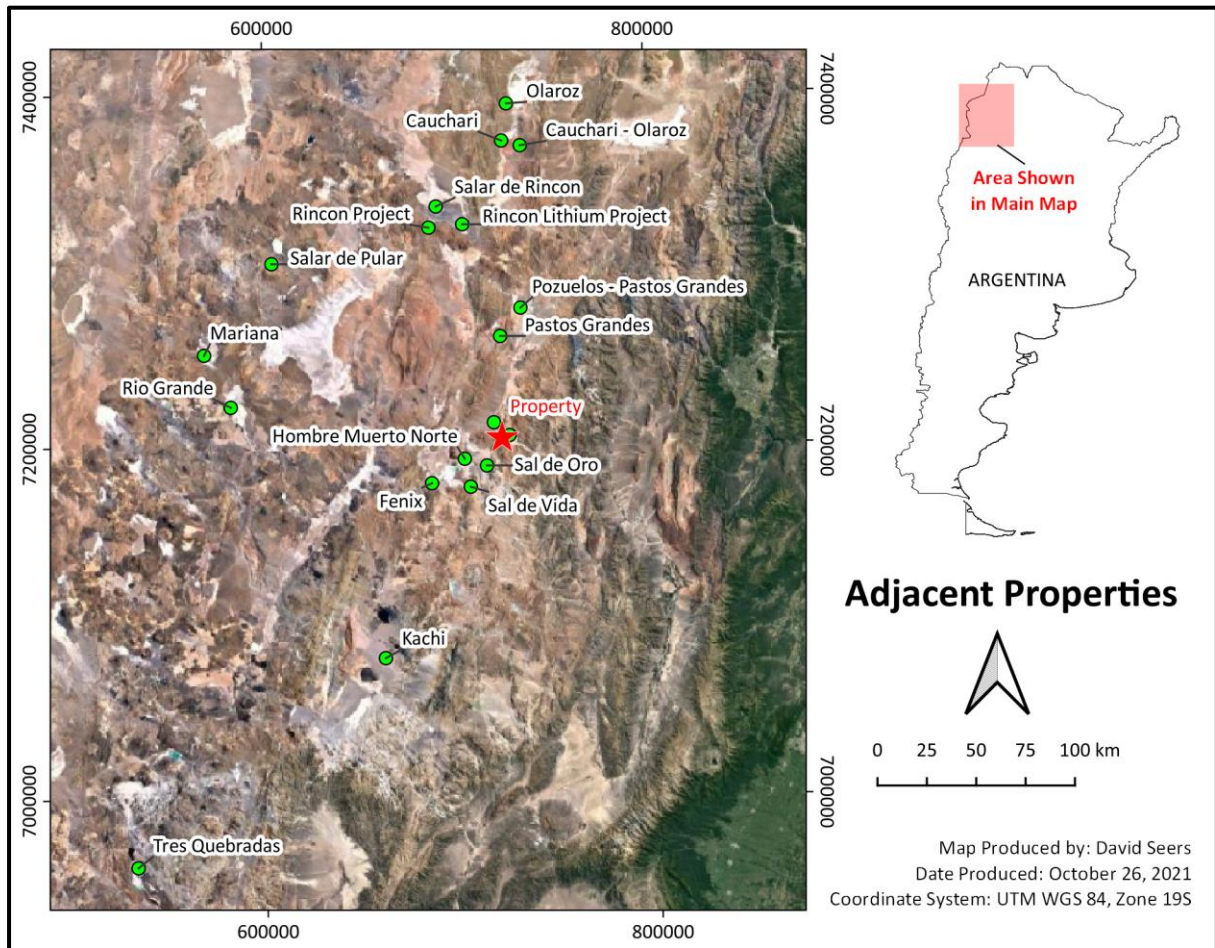 600000
800000
7400000
7400000
Olaroz
Cauchari
Cauchari - Olaroz
Salar de Rincon
Rincon Project
Rincon Lithium Project
Salar de Pular
Pozuelos - Pastos Grandes
Pastos Grandes
Mariana
Rio Grande
Property
7200000
7200000
Hombre Muerto Norte
Sal de Oro
Fenix
Sal de Vida
Kachi
7000000
7000000
Tres Quebradas
600000
800000
Area Shown
in Main Map
ARGENTINA
Adjacent Properties
0 25 50 75 100 km
Map Produced by: David Seers
Date Produced: October 26, 2021
Coordinate System: UTM WGS 84, Zone 19S